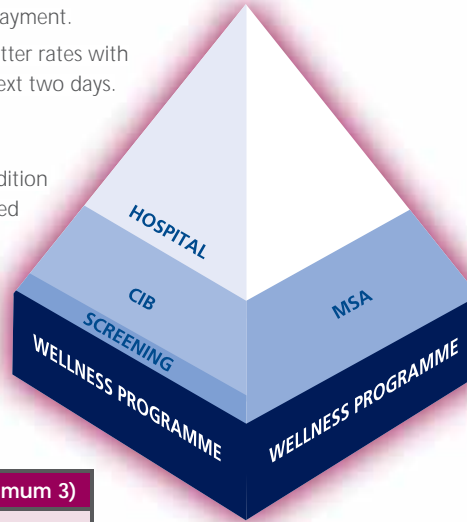 ayment.
tter rates with
ext two days.
dition
ed
HOSPITAL
CIB
SCREENING
WELLNESS PROGRAMME
MSA
WELLNESS PROGRAMME
mum 3)